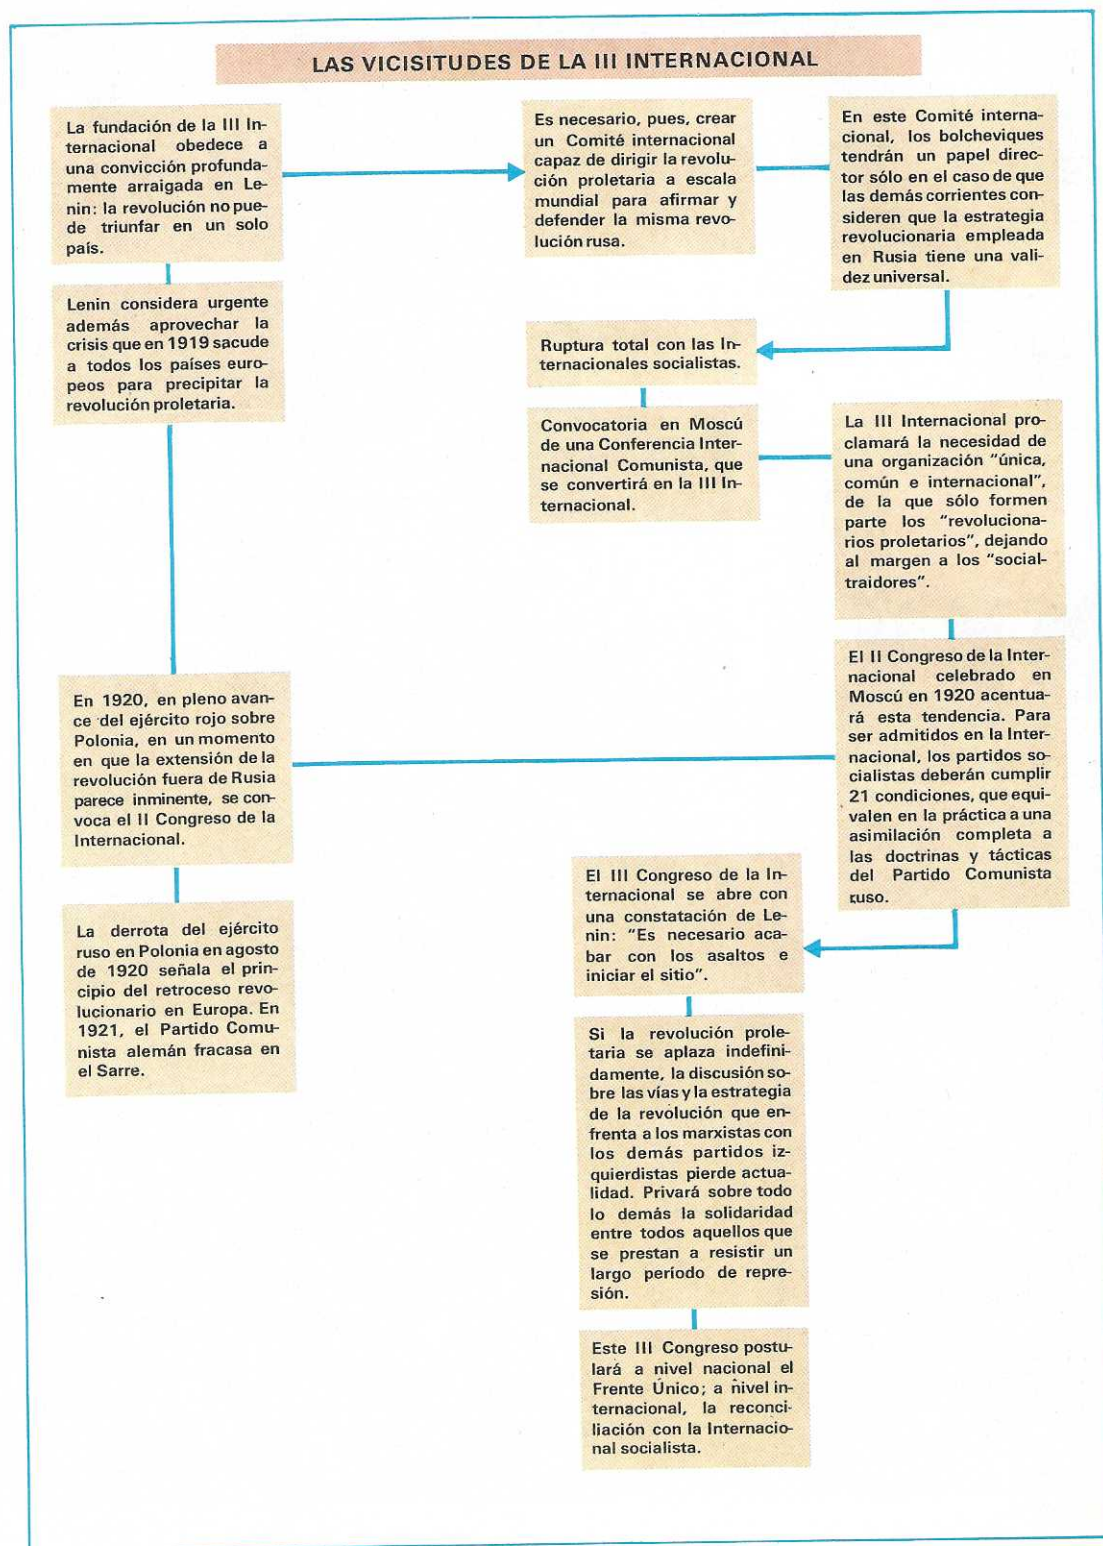 LAS VICISITUDES DE LA III INTERNACIONAL
La fundación de la III In-
ternacional obedece a
una convicción profunda-
mente arraigada en Le-
nin: la revolución no pue-
de triunfar en un solo
país.
Es necesario, pues, crear
un Comité internacional
capaz de dirigir la revolu-
ción proletaria a escala
mundial para afirmar y
defender la misma revo-
lución rusa.
En este Comité interna-
cional, los bolcheviques
tendrán un papel direc-
tor sólo en el caso de que
las demás corrientes con-
sideren que la estrategia
revolucionaria empleada
en Rusia tiene una vali-
dez universal.
Lenin considera urgente
además aprovechar la
crisis que en 1919 sacude
a todos los países euro-
peos para precipitar la
revolución proletaria.
Ruptura total con las In-
ternacionales socialistas.
Convocatoria en Moscú
de una Conferencia Inter-
nacional Comunista, que
se convertirá en la III In-
ternacional.
La III Internacional pro-
clamará la necesidad de
una organización "única,
común e internacional",
de la que sólo formen
parte los "revoluciona-
rios proletarios", dejando
al margen a los "social-
traidores".
En 1920, en pleno avan-
ce del ejército rojo sobre
Polonia, en un momento
en que la extensión de la
revolución fuera de Rusia
parece inminente, se con-
voca el II Congreso de la
Internacional.
El II Congreso de la Inter-
nacional celebrado en
Moscú en 1920 acentua-
rá esta tendencia. Para
ser admitidos en la Inter-
nacional, los partidos so-
cialistas deberán cumplir
21 condiciones, que equi-
valen en la práctica a una
asimilación completa a
las doctrinas y tácticas
del Partido Comunista
ruso.
La derrota del ejército
ruso en Polonia en agosto
de 1920 señala el prin-
cipio del retroceso revo-
lucionario en Europa. En
1921, el Partido Comu-
nista alemán fracasa en
el Sarre.
El III Congreso de la In-
ternacional se abre con
una constatación de Le-
nin: "Es necesario aca-
bar con los asaltos e
iniciar el sitio".
Si la revolución prole-
taria se aplaza indefini-
damente, la discusión so-
bre las vías y la estrategia
de la revolución que en-
frenta a los marxistas con
los demás partidos iz-
quierdistas pierde actua-
lidad. Privará sobre todo
lo demás la solidaridad
entre todos aquellos que
se prestan a resistir un
largo período de repre-
sión.
Este III Congreso postu-
lará a nivel nacional el
Frente Único; a nivel in-
ternacional, la reconci-
liación con la Internacio-
nal socialista.